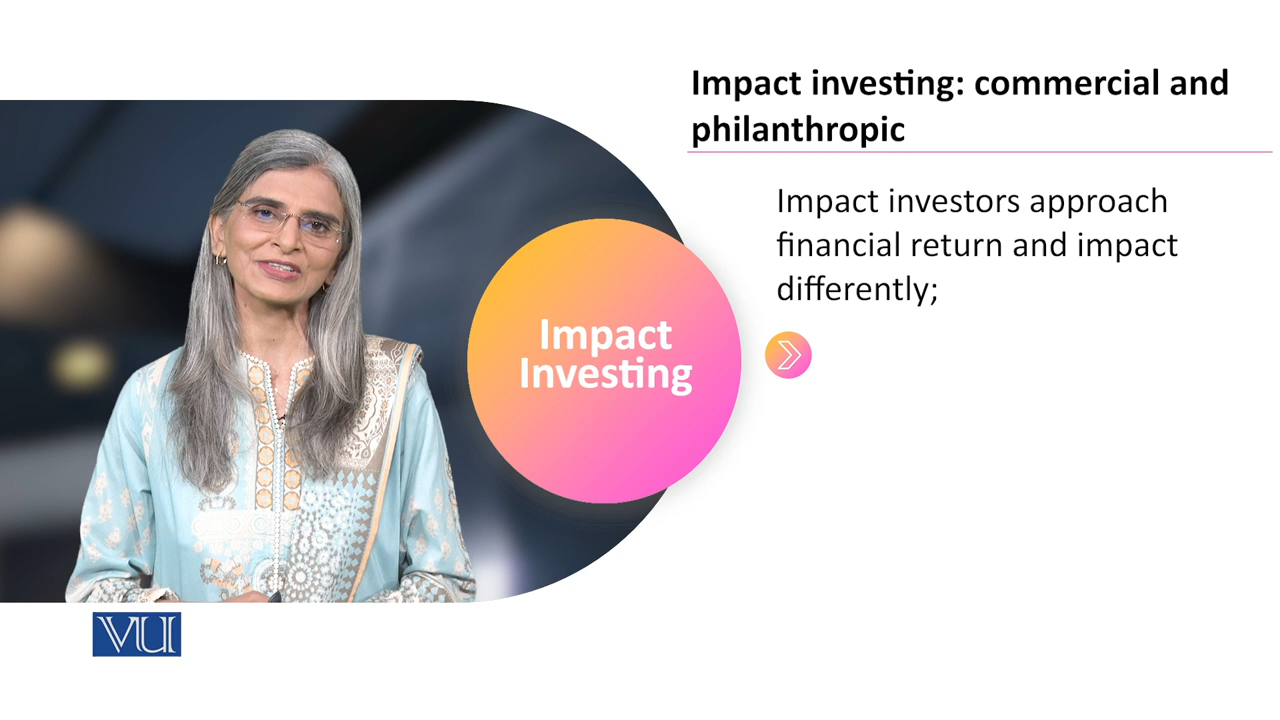 Impact investing: commercial and
philanthropic
Impact investors approach
financial return and impact
differently;
Impact
Investing
VU